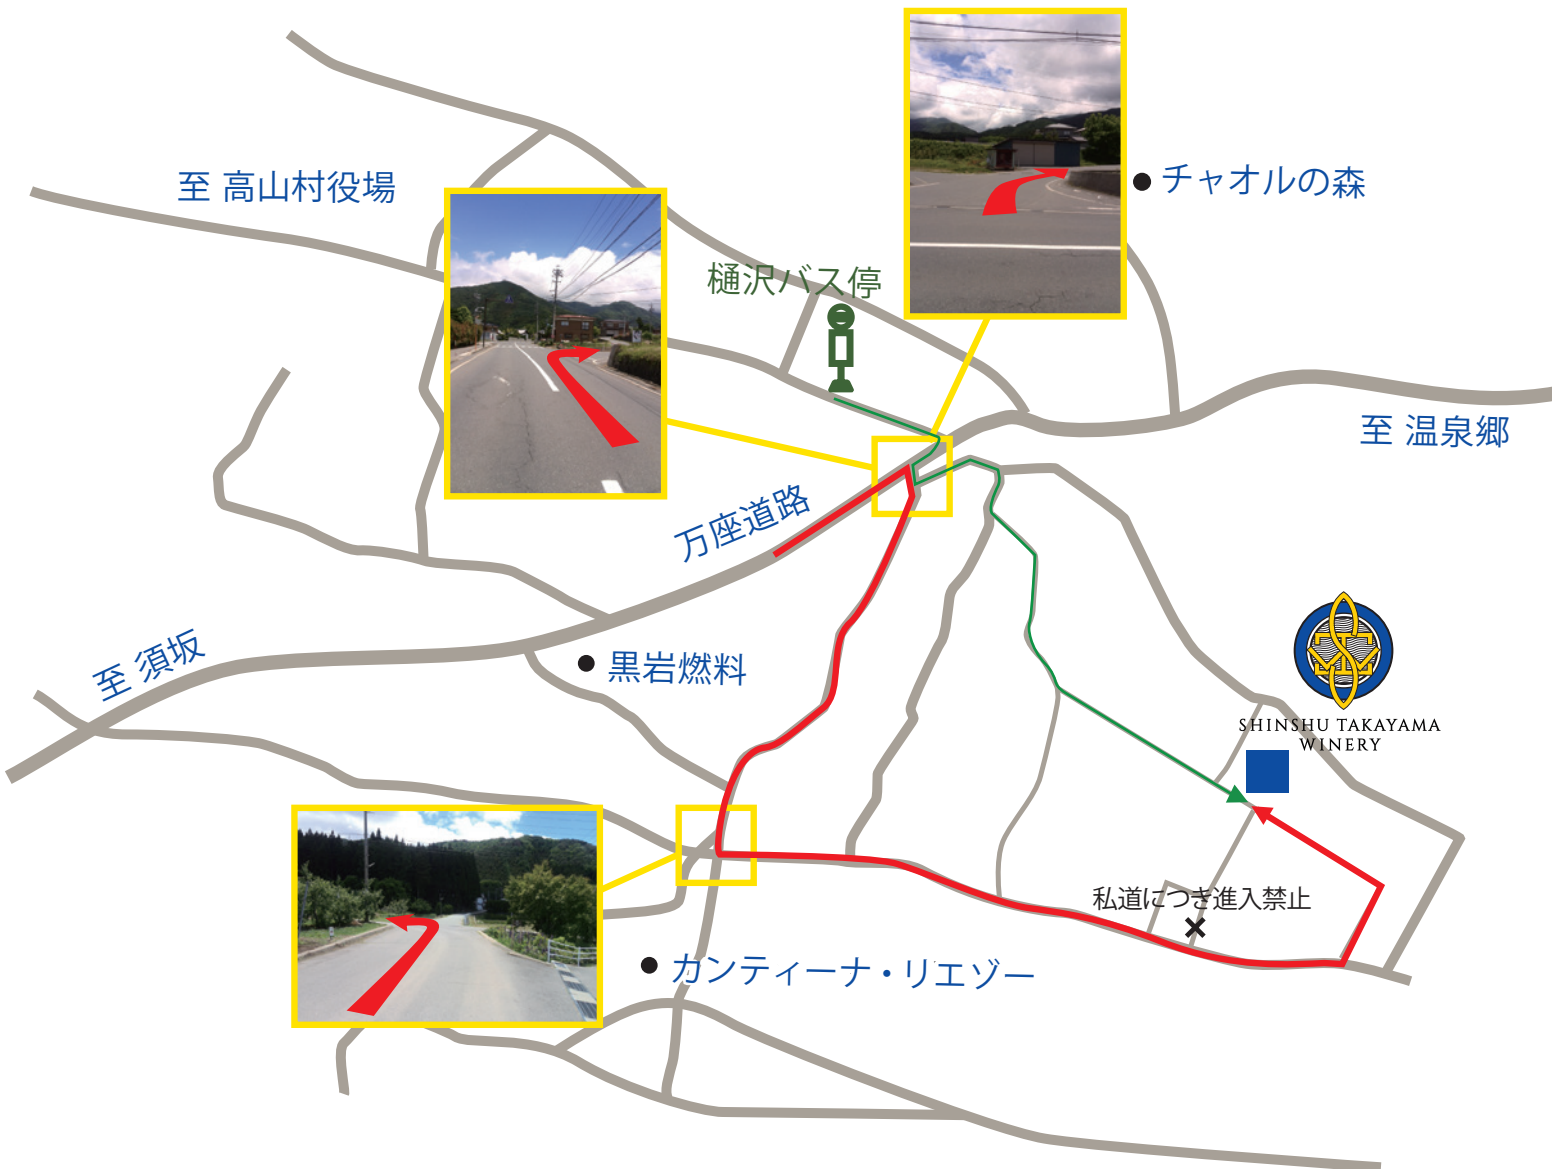 至 高山村役場
チャオルの森
樋沢バス停
至 温泉郷
万座道路
至 須坂
黒岩燃料
SHINSHU TAKAYAMA
WINERY
私道につき進入禁止
カンティーナ・リエゾー